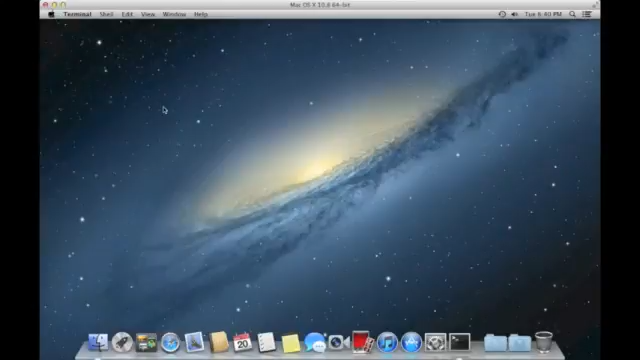 Mac OS X 10.8 64-bit
Terminal Shell Edit View Window Help
Tue 6:40 PM
20